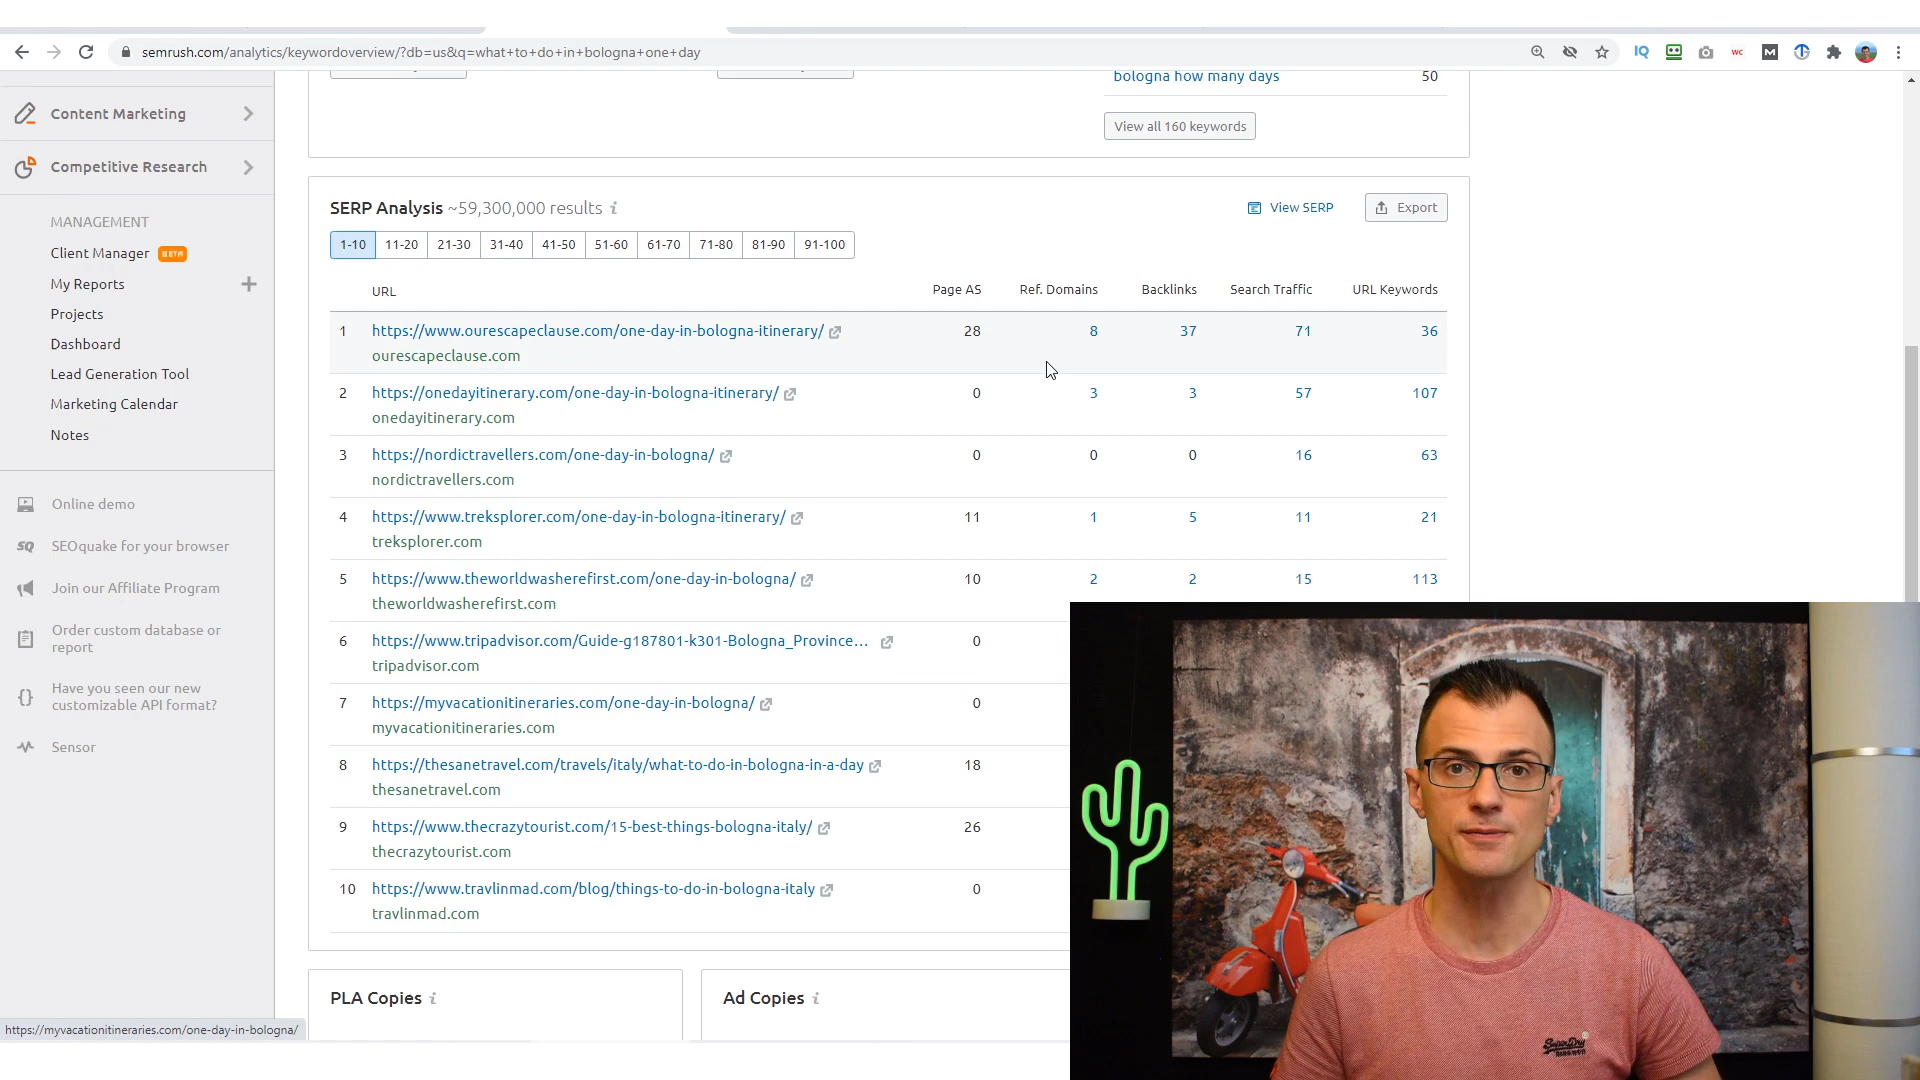 semrush.com/analytics/keywordoverview/?db=us&q=what+to+do+in+bologna+one+day
IQ
WC
M
bologna how many days 50
View all 160 keywords
Content Marketing
Competitive Research
MANAGEMENT
Client Manager BETA
My Reports
Projects
Dashboard
Lead Generation Tool
Marketing Calendar
Notes
Online demo
SEOquake for your browser
Join our Affiliate Program
Order custom database or
report
Have you seen our new
customizable API format?
Sensor
SERP Analysis ~59,300,000 results
View SERP
Export
1-10 11-20 21-30 31-40 41-50 51-60 61-70 71-80 81-90 91-100
URL Page AS Ref. Domains Backlinks Search Traffic URL Keywords
1 https://www.ourescapeclause.com/one-day-in-bologna-itinerary/ 28 8 37 71 36
ourescapeclause.com
2 https://onedayitinerary.com/one-day-in-bologna-itinerary/ 0 3 3 57 107
onedayitinerary.com
3 https://nordictravellers.com/one-day-in-bologna/ 0 0 0 16 63
nordictravellers.com
4 https://www.treksplorer.com/one-day-in-bologna-itinerary/ 11 1 5 11 21
treksplorer.com
5 https://www.theworldwasherefirst.com/one-day-in-bologna/ 10 2 2 15 113
theworldwasherefirst.com
6 https://www.tripadvisor.com/Guide-g187801-k301-Bologna_Province... 0
tripadvisor.com
7 https://myvacationitineraries.com/one-day-in-bologna/ 0
myvacationitineraries.com
8 https://thesanetravel.com/travels/italy/what-to-do-in-bologna-in-a-day 18
thesanetravel.com
9 https://www.thecrazytourist.com/15-best-things-bologna-italy/ 26
thecrazytourist.com
10 https://www.travlinmad.com/blog/things-to-do-in-bologna-italy 0
travlinmad.com
PLA Copies
Ad Copies
https://myvacationitineraries.com/one-day-in-bologna/